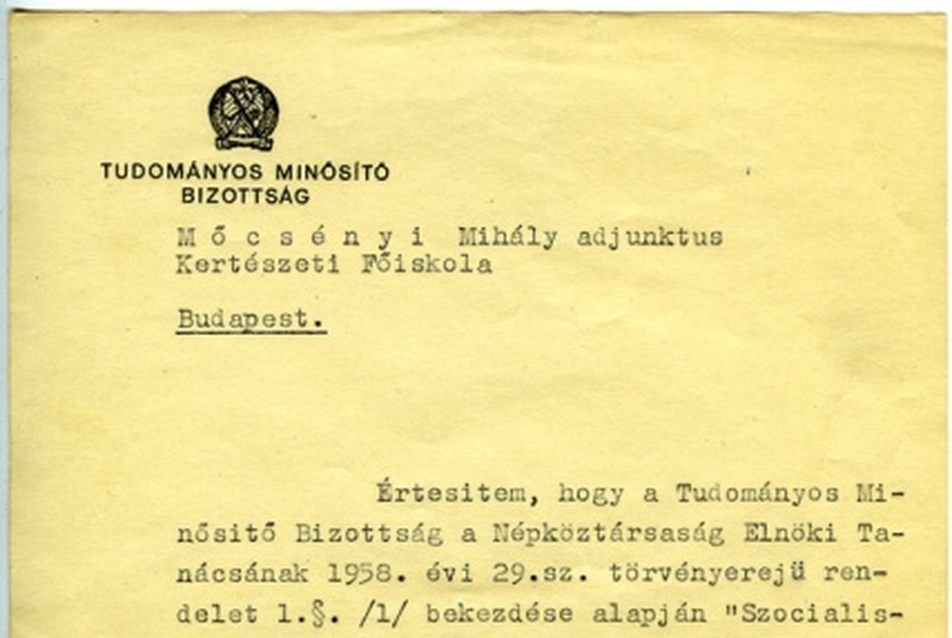 TUDOMÁNYOS MINŐSÍTŐ
BIZOTTSÁG
M ő c s é n y i Mihály adjunktus
Kertészeti Főiskola
Budapest.
Értesitem, hogy a Tudományos Mi-
nősitő Bizottság a Népköztársaság Elnöki Ta-
nácsának 1958. évi 29.sz. törvényerejü ren-
delet 1.§. /1/ bekezdése alapján "Szocialis-